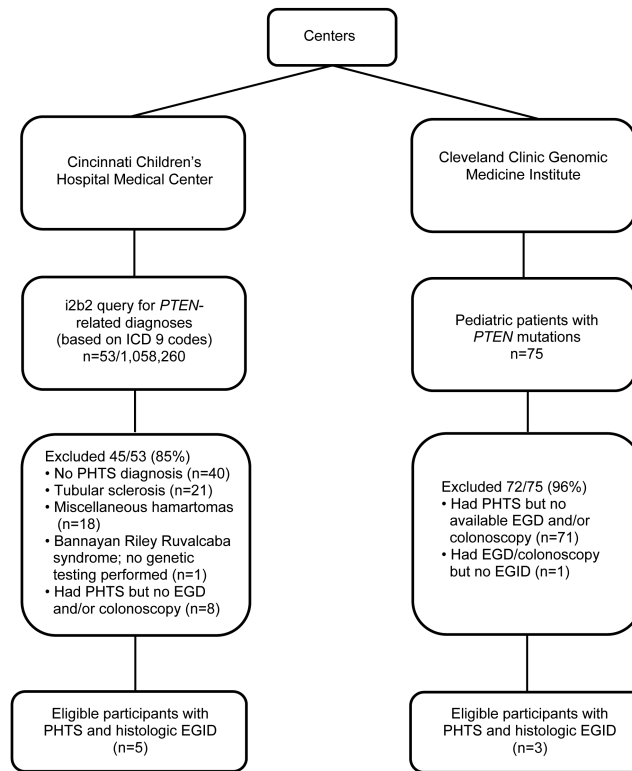 Centers
Cincinnati Children's
Hospital Medical Center
Cleveland Clinic Genomic
Medicine Institute
i2b2 query for PTEN-
related diagnoses
(based on ICD 9 codes)
n=53/1,058,260
Pediatric patients with
PTEN mutations
n=75
Excluded 45/53 (85%)
• No PHTS diagnosis (n=40)
• Tubular sclerosis (n=21)
• Miscellaneous hamartomas
(n=18)
• Bannayan Riley Ruvalcaba
syndrome; no genetic
testing performed (n=1)
• Had PHTS but no EGD
and/or colonoscopy (n=8)
Excluded 72/75 (96%)
• Had PHTS but no
available EGD and/or
colonoscopy (n=71)
• Had EGD/colonoscopy
but no EGID (n=1)
Eligible participants with
PHTS and histologic EGID
(n=5)
Eligible participants with
PHTS and histologic EGID
(n=3)